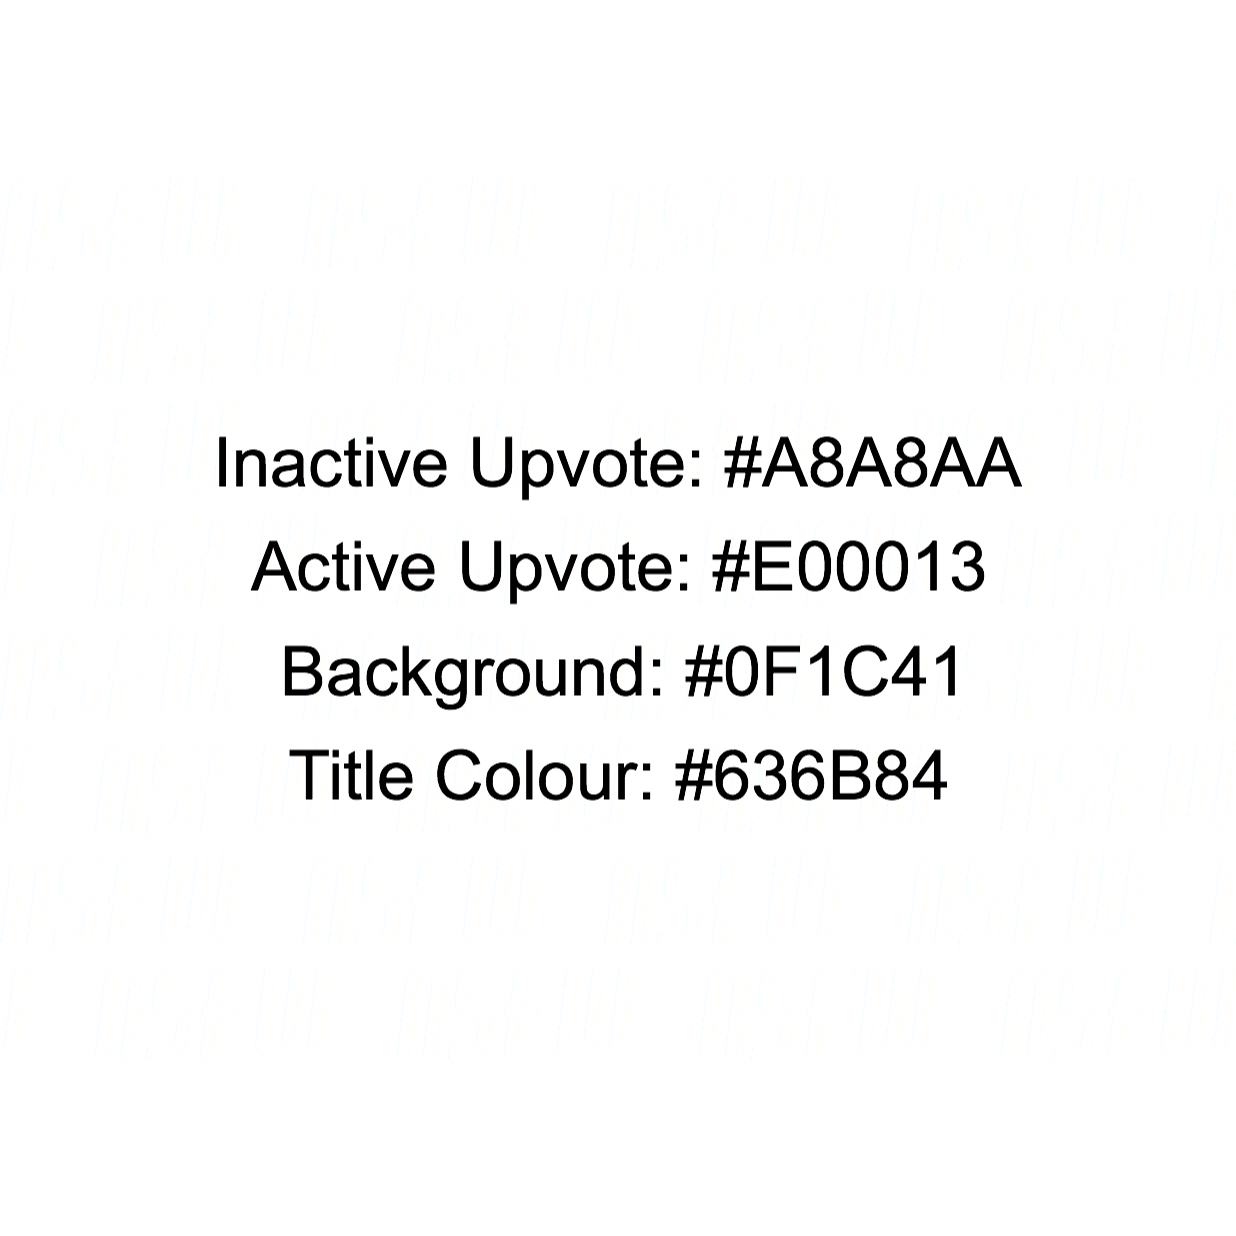 Inactive Upvote: #A8A8AA
Active Upvote: #E00013
Background: #0F1C41
Title Colour: #636B84